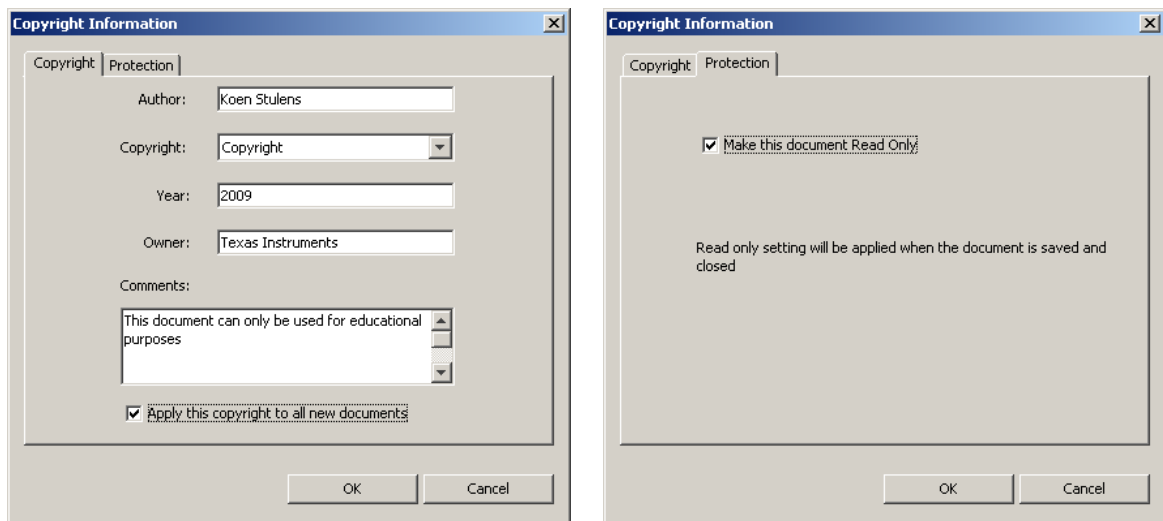 Copyright Information
Copyright
Protection
Author:
Koen Stulens
Copyright:
Copyright
Year:
2009
Owner:
Texas Instruments
Comments:
This document can only be used for educational
purposes
Apply this copyright to all new documents
OK
Cancel
Copyright Information
Copyright
Protection
Make this document Read Only
Read only setting will be applied when the document is saved and
closed
OK
Cancel